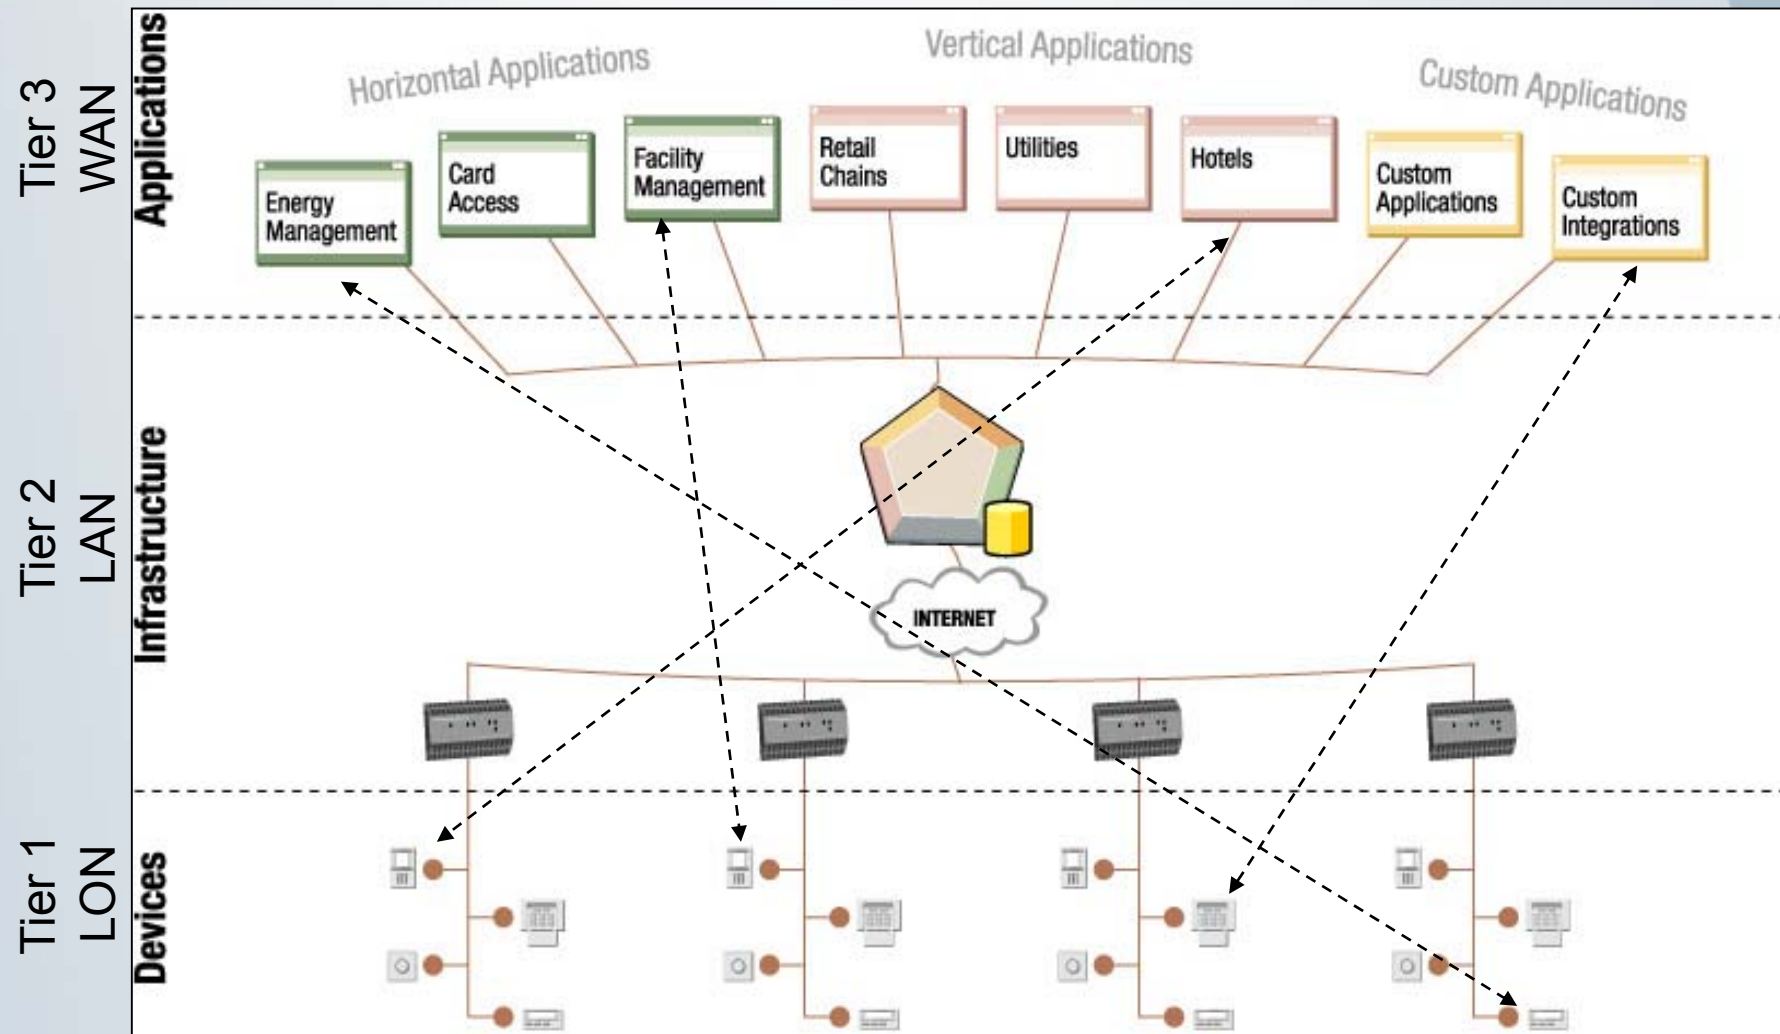 Tier 3
WAN
Applications
Horizontal Applications
Vertical Applications
Custom Applications
Energy
Management
Card
Access
Facility
Management
Retail
Chains
Utilities
Hotels
Custom
Applications
Custom
Integrations
Tier 2
LAN
Infrastructure
INTERNET
Tier 1
LON
Devices